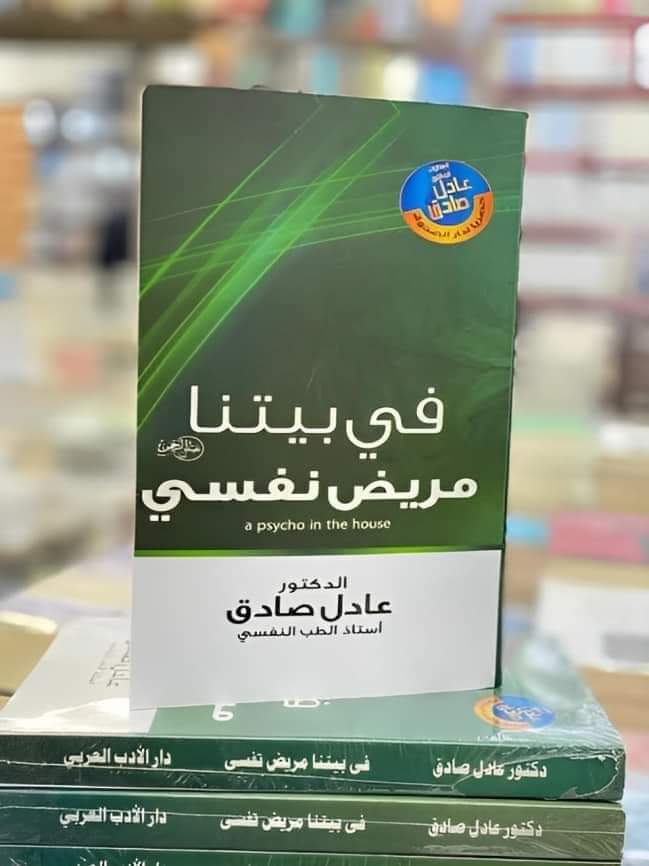 عادل
صادق
في بيتنا
مريض نفسي
a psycho in the house
الدكتور
عادل صادق
أستاذ الطب النفسي
دكتور عادل صادق فى بيتنا مريض نفسى دار الأدب العربي
دكتور عادل صادق فى بيتنا مريض نفسى دار الأدب العربي